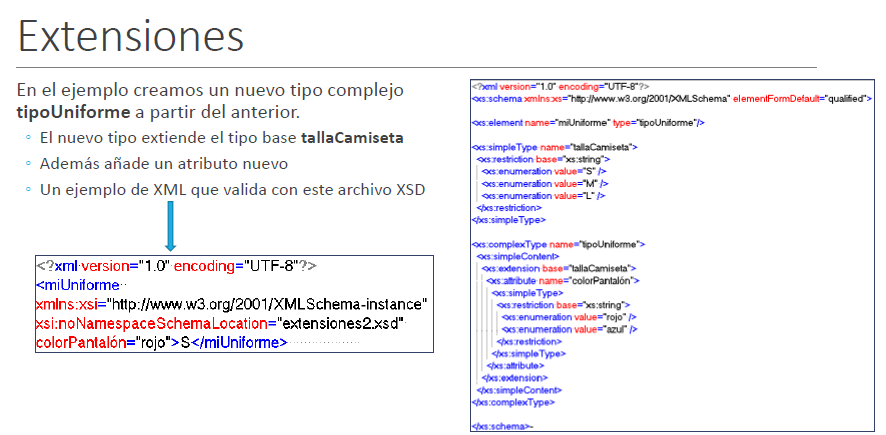 Extensiones
En el ejemplo creamos un nuevo tipo complejo
tipoUniforme a partir del anterior.
◦ El nuevo tipo extiende el tipo base tallaCamiseta
◦ Además añade un atributo nuevo
◦ Un ejemplo de XML que valida con este archivo XSD
<?xml version="1.0" encoding="UTF-8"?>
<miUniforme
xmlns:xsi="http://www.w3.org/2001/XMLSchema-instance"
xsi:noNamespaceSchemaLocation="extensiones2.xsd"
colorPantalón="rojo">S</miUniforme>
<?xml version="1.0" encoding="UTF-8"?>
<xs:schema xmlns:xs="http://www.w3.org/2001/XMLSchema" elementFormDefault="qualified">
<xs:element name="miUniforme" type="tipoUniforme"/>
<xs:simpleType name="tallaCamiseta">
<xs:restriction base="xs:string">
<xs:enumeration value="S" />
<xs:enumeration value="M" />
<xs:enumeration value="L" />
</xs:restriction>
</xs:simpleType>
<xs:complexType name="tipoUniforme">
<xs:simpleContent>
<xs:extension base="tallaCamiseta">
<xs:attribute name="colorPantalón">
<xs:simpleType>
<xs:restriction base="xs:string">
<xs:enumeration value="rojo" />
<xs:enumeration value="azul" />
</xs:restriction>
</xs:simpleType>
</xs:attribute>
</xs:extension>
</xs:simpleContent>
</xs:complexType>
</xs:schema>